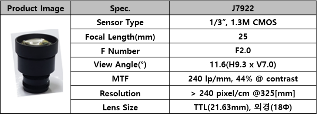 Product Image Spec. J7922
Sensor Type 1/3", 1.3M CMOS
Focal Length(mm) 25
F Number F2.0
View Angle(°) 11.6(H9.3 x V7.0)
MTF 240 lp/mm, 44% @ contrast
Resolution > 240 pixel/cm @325[mm]
Lens Size TTL(21.63mm), 외경(18Φ)